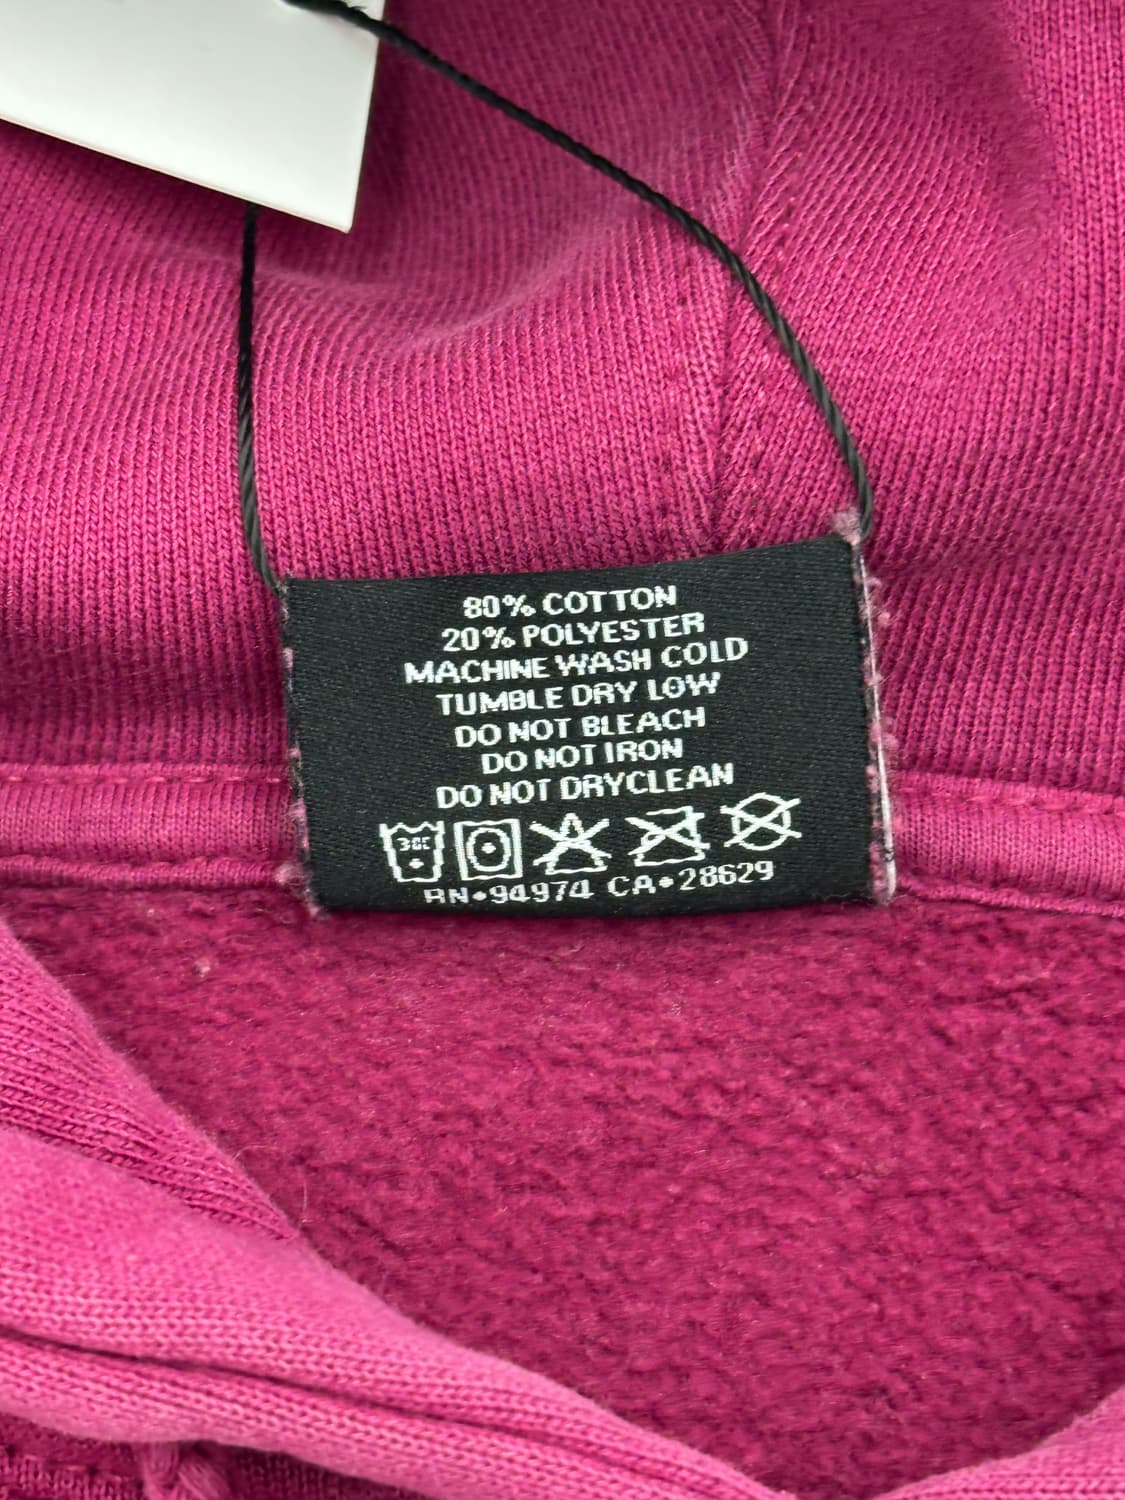 80% COTTON
20% POLYESTER
MACHINE WASH COLD
TUMBLE DRY LOW
DO NOT BLEACH
DO NOT IRON
DO NOT DRYCLEAN
30C
RN•94974 CA•28629